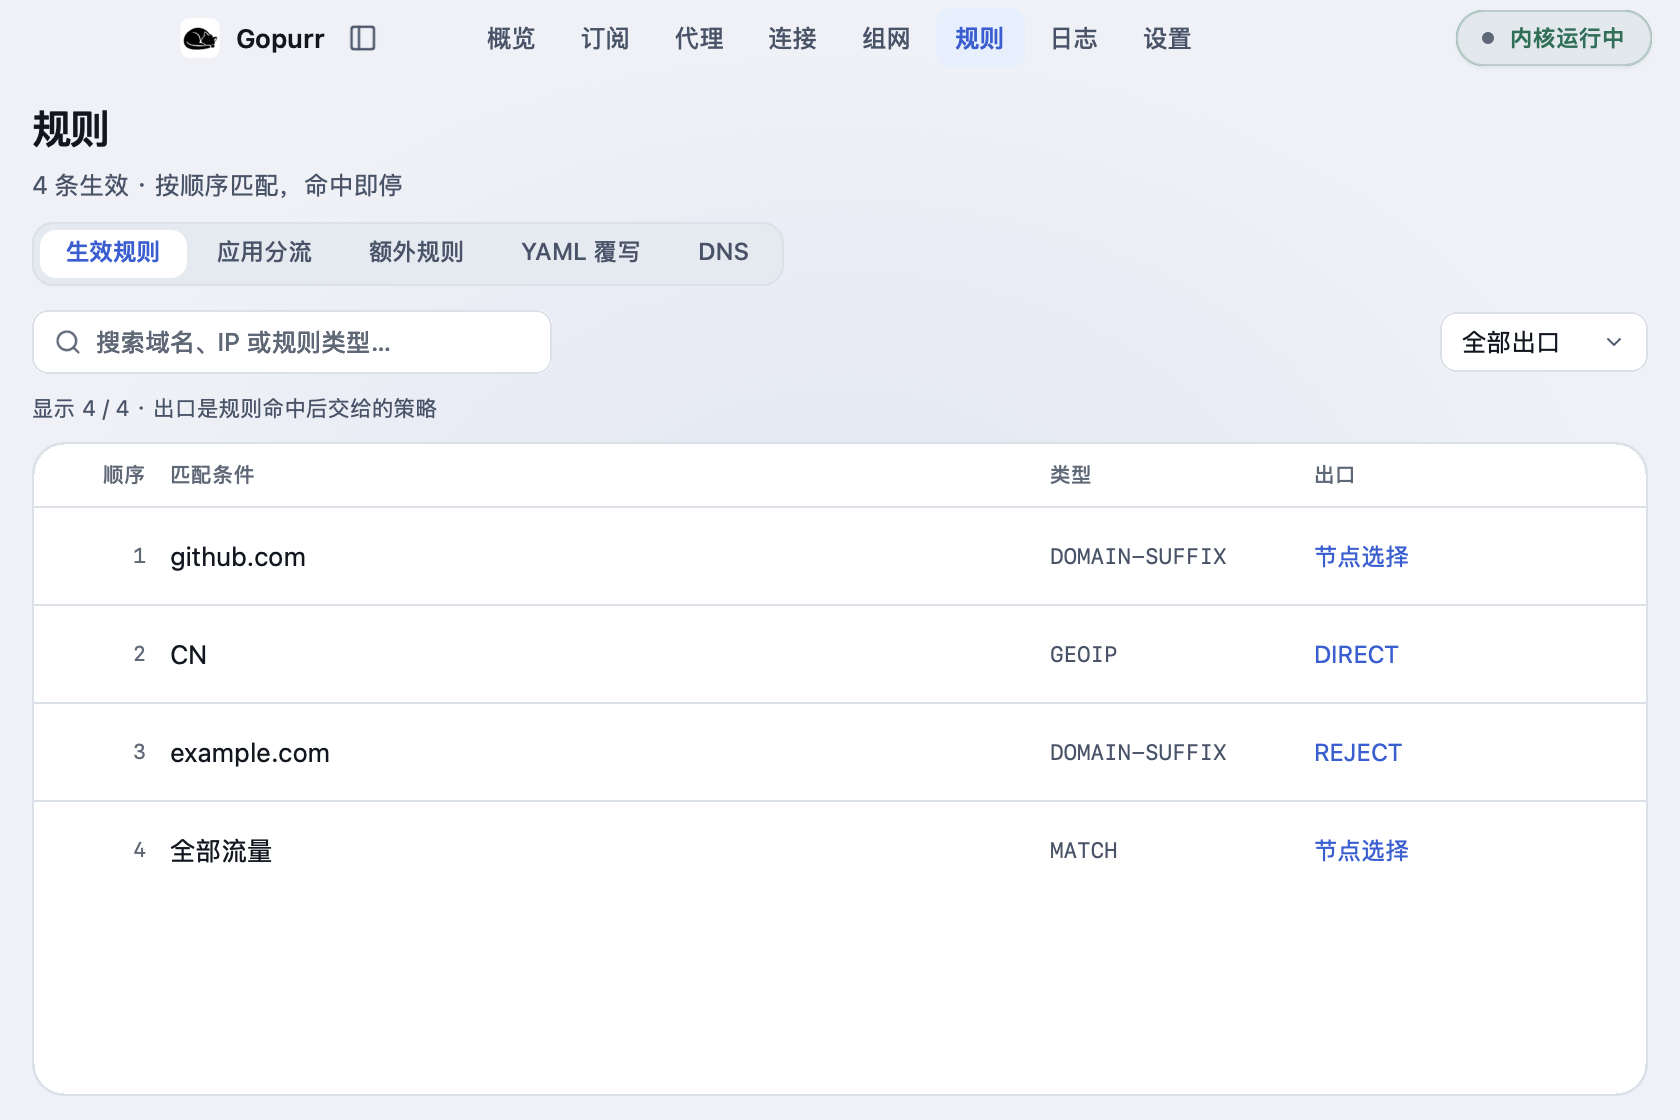 Gopurr 概览 订阅 代理 连接 组网 规则 日志 设置 内核运行中
规则
4 条生效 · 按顺序匹配，命中即停
生效规则 应用分流 额外规则 YAML 覆写 DNS
搜索域名、IP 或规则类型... 全部出口
显示 4 / 4 · 出口是规则命中后交给的策略
顺序 匹配条件 类型 出口
1 github.com DOMAIN-SUFFIX 节点选择
2 CN GEOIP DIRECT
3 example.com DOMAIN-SUFFIX REJECT
4 全部流量 MATCH 节点选择